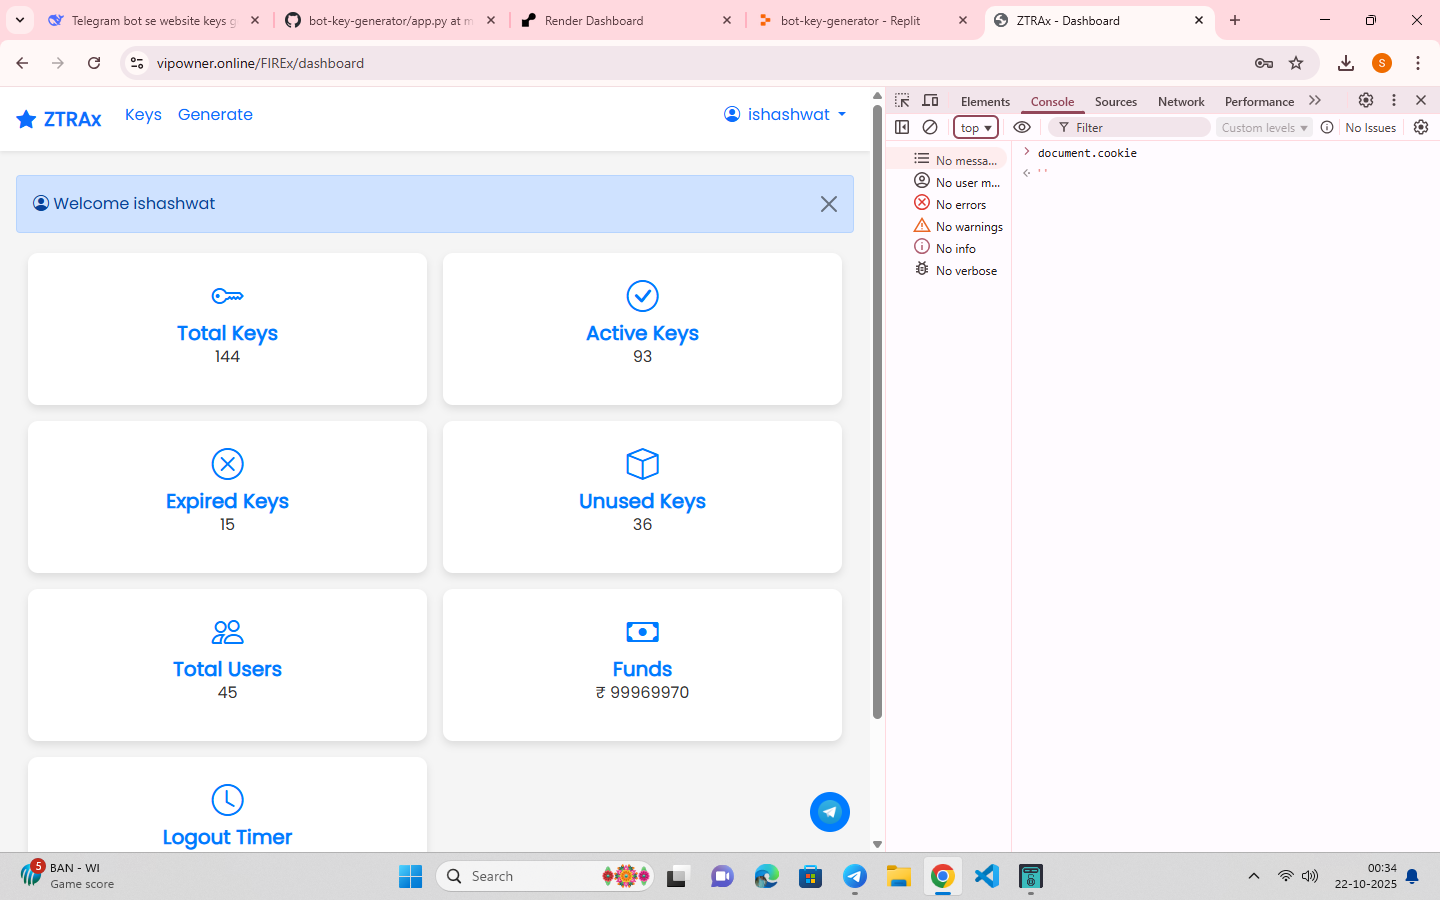 Telegram bot se website keys g
bot-key-generator/app.py at m
Render Dashboard
bot-key-generator - Replit
ZTRAx - Dashboard
vipowner.online/FIREx/dashboard
S
ZTRAx
Keys
Generate
ishashwat
Welcome ishashwat
Total Keys
144
Active Keys
93
Expired Keys
15
Unused Keys
36
Total Users
45
Funds
₹ 99969970
Logout Timer
Elements
Console
Sources
Network
Performance
top
Filter
Custom levels
No Issues
No messa...
No user m...
No errors
No warnings
No info
No verbose
document.cookie
''
5
BAN - WI
Game score
Search
00:34
22-10-2025